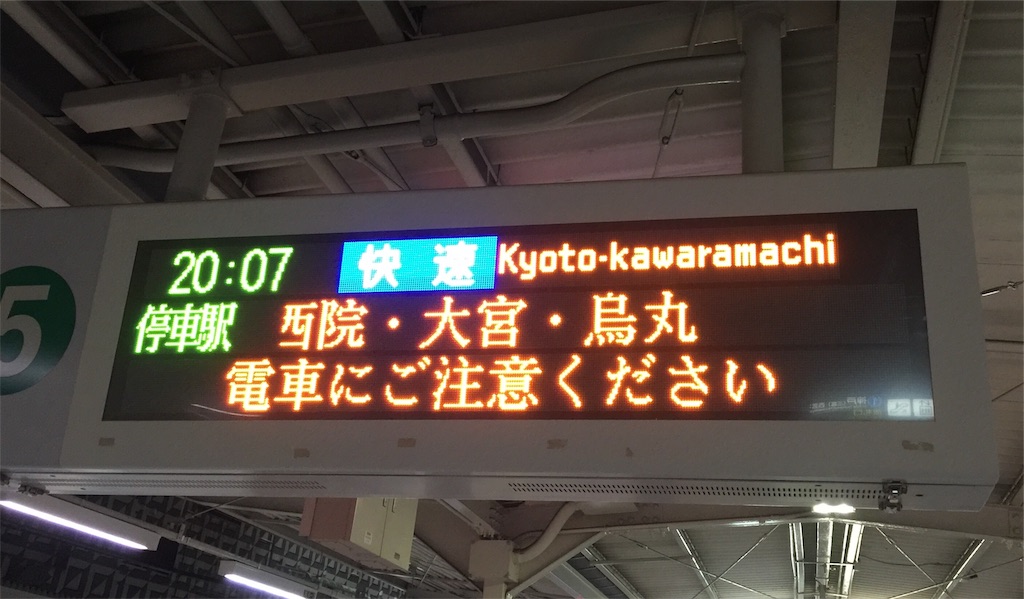 5
20:07 快速 Kyoto-kawaramachi
停車駅 西院・大宮・烏丸
電車にご注意ください